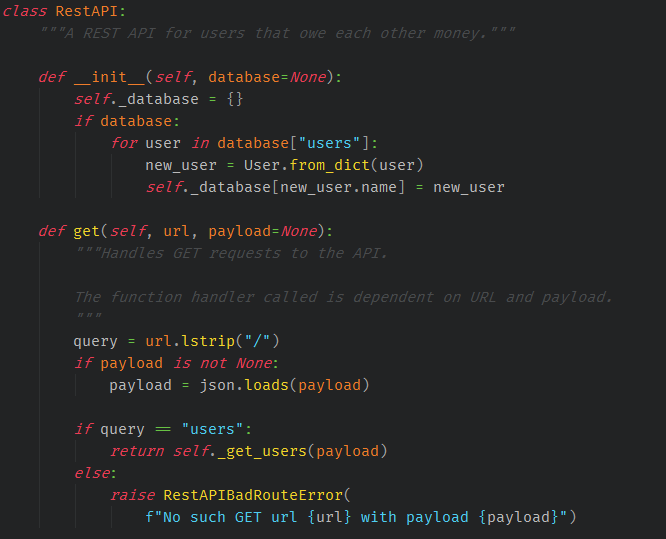 class RestAPI:
    """A REST API for users that owe each other money."""

    def __init__(self, database=None):
        self._database = {}
        if database:
            for user in database["users"]:
                new_user = User.from_dict(user)
                self._database[new_user.name] = new_user

    def get(self, url, payload=None):
        """Handles GET requests to the API.

        The function handler called is dependent on URL and payload.
        """
        query = url.lstrip("/")
        if payload is not None:
            payload = json.loads(payload)

        if query == "users":
            return self._get_users(payload)
        else:
            raise RestAPIBadRouteError(
                f"No such GET url {url} with payload {payload}")